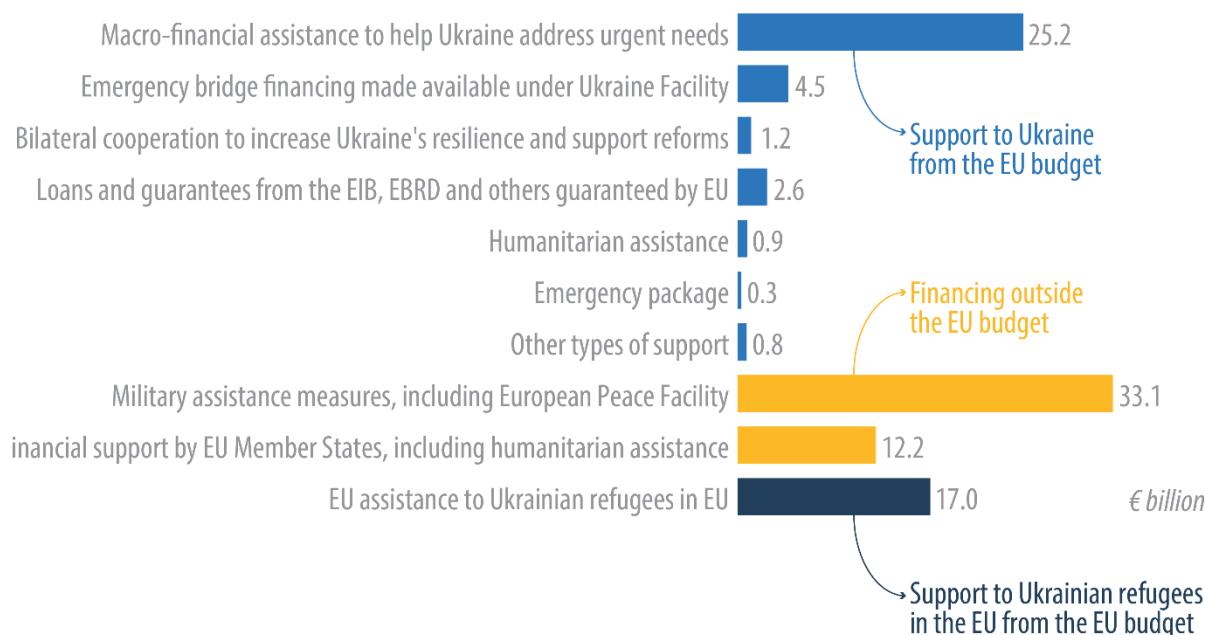 Macro-financial assistance to help Ukraine address urgent needs 25.2
Emergency bridge financing made available under Ukraine Facility 4.5
Bilateral cooperation to increase Ukraine's resilience and support reforms 1.2
Support to Ukraine
from the EU budget
Loans and guarantees from the EIB, EBRD and others guaranteed by EU 2.6
Humanitarian assistance 0.9
Emergency package 0.3
Financing outside
the EU budget
Other types of support 0.8
Military assistance measures, including European Peace Facility 33.1
inancial support by EU Member States, including humanitarian assistance 12.2
EU assistance to Ukrainian refugees in EU 17.0 € billion
Support to Ukrainian refugees
in the EU from the EU budget